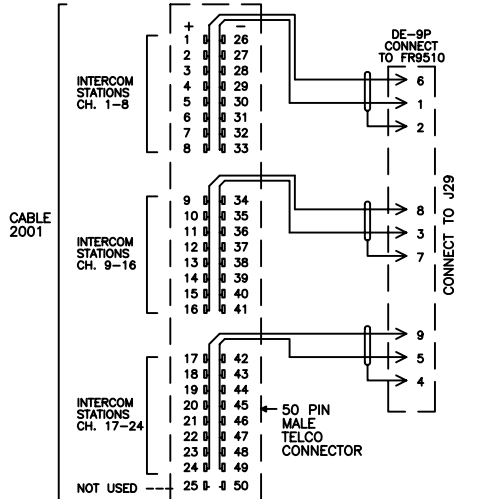 + −
1 26
2 27
3 28
4 29
5 30
6 31
7 32
8 33
INTERCOM
STATIONS
CH. 1−8
DE−9P
CONNECT
TO FR9510
6
1
2
CABLE
2001
9 34
10 35
11 36
12 37
13 38
14 39
15 40
16 41
INTERCOM
STATIONS
CH. 9−16
8
3
7
CONNECT TO J29
17 42
18 43
19 44
20 45
21 46
22 47
23 48
24 49
INTERCOM
STATIONS
CH. 17−24
9
5
4
50 PIN
MALE
TELCO
CONNECTOR
NOT USED 25 50